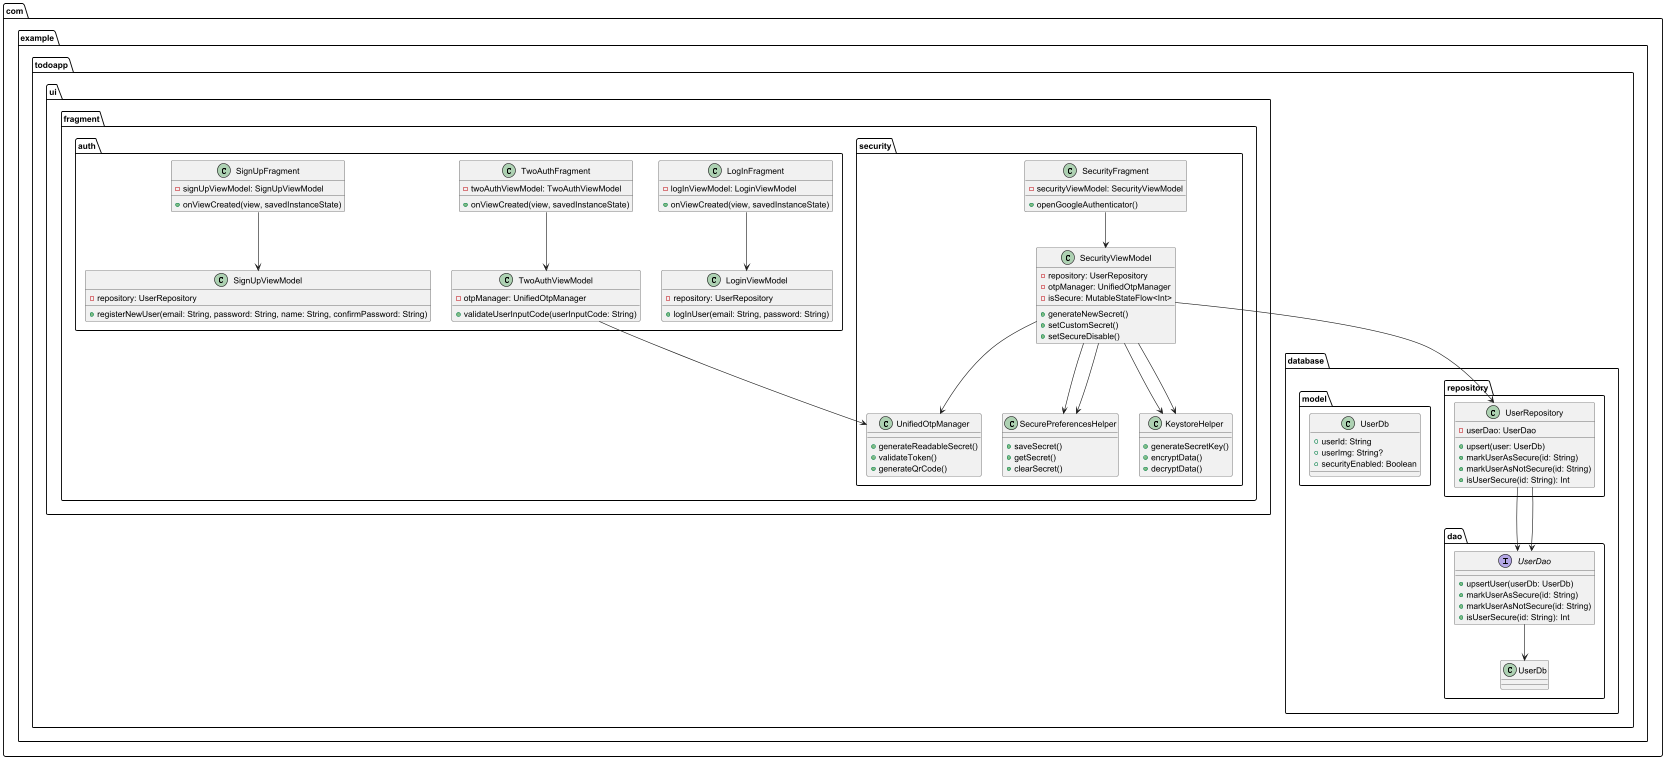 com
example
todoapp
ui
fragment
auth
C SignUpFragment
signUpViewModel: SignUpViewModel
onViewCreated(view, savedInstanceState)
C TwoAuthFragment
twoAuthViewModel: TwoAuthViewModel
onViewCreated(view, savedInstanceState)
C LogInFragment
logInViewModel: LoginViewModel
onViewCreated(view, savedInstanceState)
C SignUpViewModel
repository: UserRepository
registerNewUser(email: String, password: String, name: String, confirmPassword: String)
C TwoAuthViewModel
otpManager: UnifiedOtpManager
validateUserInputCode(userInputCode: String)
C LoginViewModel
repository: UserRepository
logInUser(email: String, password: String)
security
C SecurityFragment
securityViewModel: SecurityViewModel
openGoogleAuthenticator()
C SecurityViewModel
repository: UserRepository
otpManager: UnifiedOtpManager
isSecure: MutableStateFlow<Int>
generateNewSecret()
setCustomSecret()
setSecureDisable()
C UnifiedOtpManager
generateReadableSecret()
validateToken()
generateQrCode()
C SecurePreferencesHelper
saveSecret()
getSecret()
clearSecret()
C KeystoreHelper
generateSecretKey()
encryptData()
decryptData()
database
model
C UserDb
userId: String
userImg: String?
securityEnabled: Boolean
repository
C UserRepository
userDao: UserDao
upsert(user: UserDb)
markUserAsSecure(id: String)
markUserAsNotSecure(id: String)
isUserSecure(id: String): Int
dao
I UserDao
upsertUser(userDb: UserDb)
markUserAsSecure(id: String)
markUserAsNotSecure(id: String)
isUserSecure(id: String): Int
C UserDb